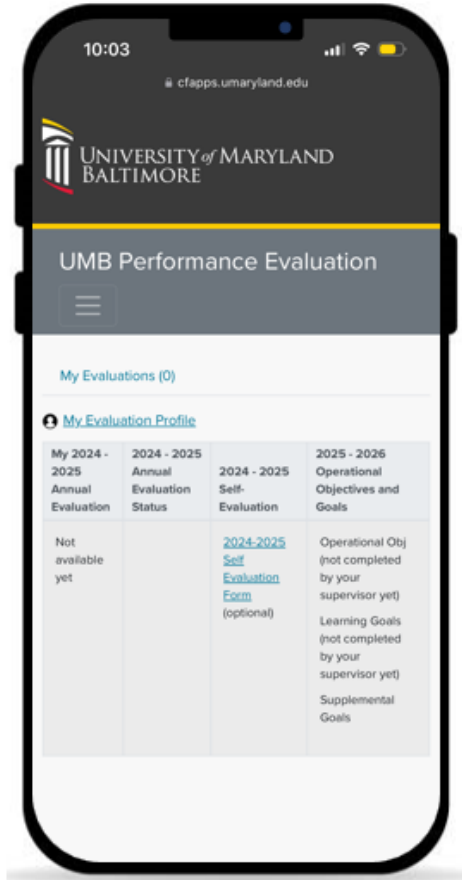 10:03
cfapps.umaryland.edu
UNIVERSITY of MARYLAND
BALTIMORE
UMB Performance Evaluation
My Evaluations (0)
My Evaluation Profile
My 2024 -
2025
Annual
Evaluation
2024 - 2025
Annual
Evaluation
Status
2024 - 2025
Self-
Evaluation
2025 - 2026
Operational
Objectives and
Goals
Not
available
yet
2024-2025
Self
Evaluation
Form
(optional)
Operational Obj
(not completed
by your
supervisor yet)
Learning Goals
(not completed
by your
supervisor yet)
Supplemental
Goals